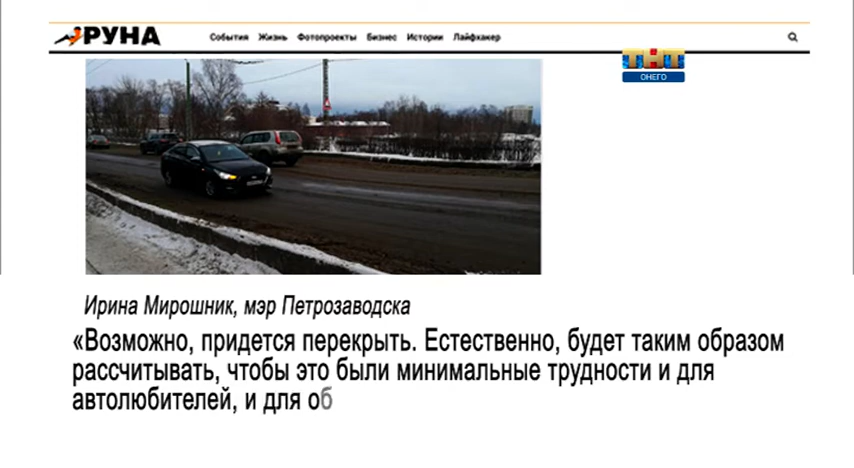 РУНА
События Жизнь Фотопроекты Бизнес Истории Лайфхакер
ТНТ
ОНЕГО
Ирина Мирошник, мэр Петрозаводска
«Возможно, придется перекрыть. Естественно, будет таким образом
рассчитывать, чтобы это были минимальные трудности и для
автолюбителей, и для об